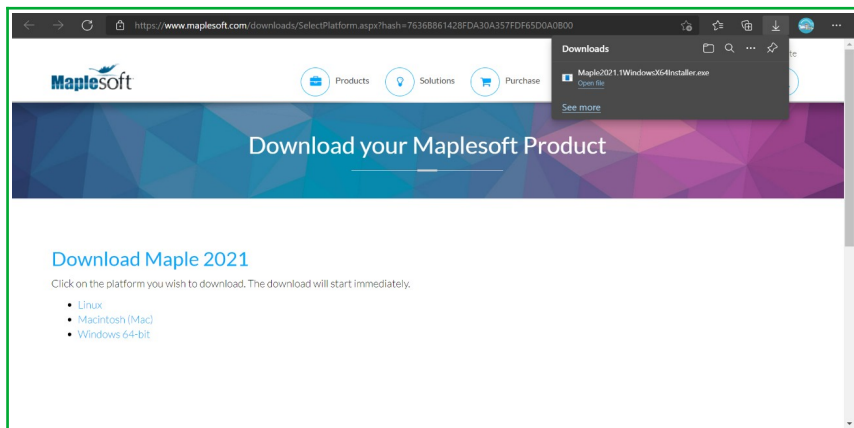 https://www.maplesoft.com/downloads/SelectPlatform.aspx?hash=7636B861428FDA30A357FDF65D0A0B00
Downloads
Maple2021.1WindowsX64Installer.exe
Open file
See more
Maplesoft
Products
Solutions
Purchase
Download your Maplesoft Product
Download Maple 2021
Click on the platform you wish to download. The download will start immediately.
Linux
Macintosh (Mac)
Windows 64-bit